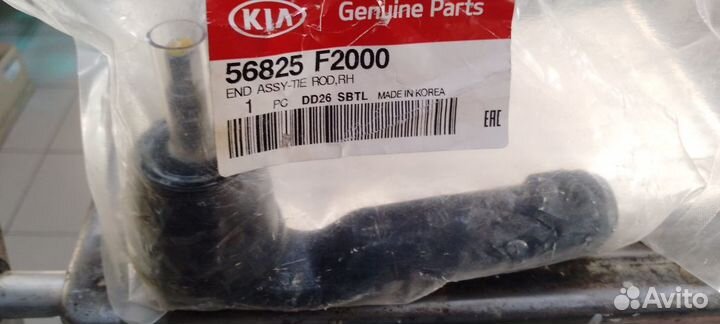 KIA Genuine Parts
56825 F2000
END ASSY-TIE ROD,RH
1 PC DD26 SBTL MADE IN KOREA
EAC
Avito